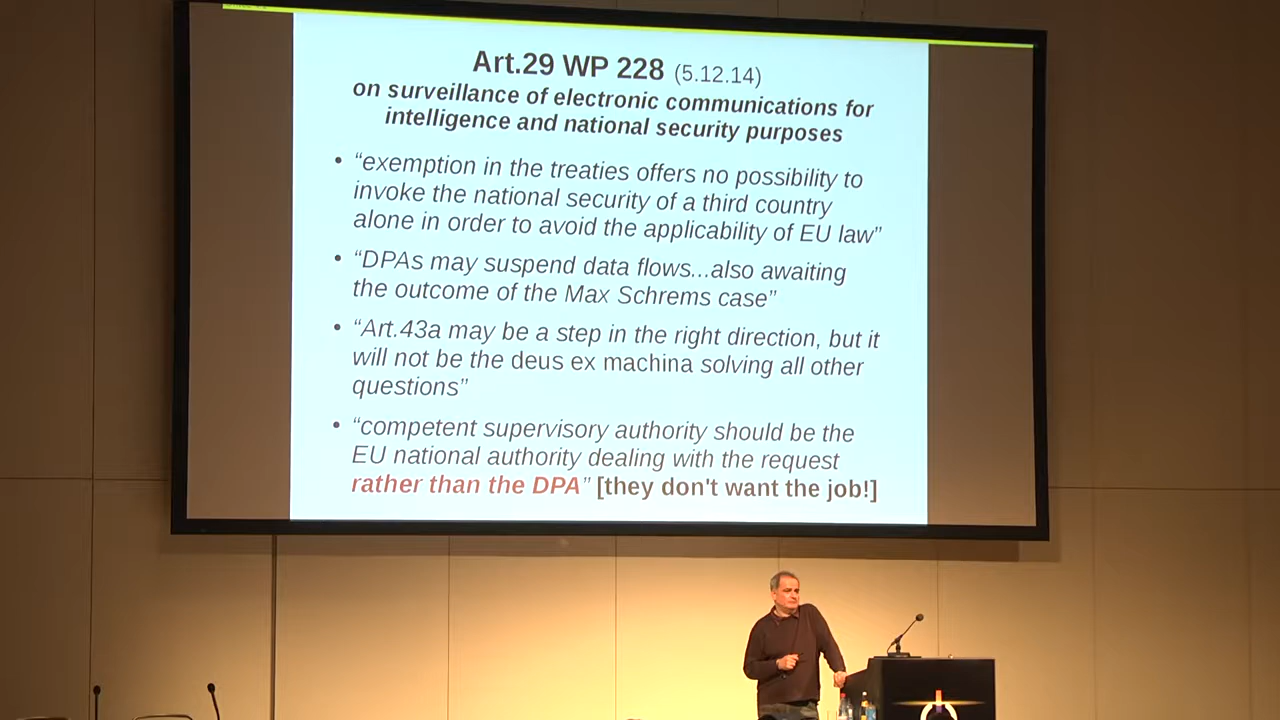 Art.29 WP 228 (5.12.14)
on surveillance of electronic communications for
intelligence and national security purposes
• “exemption in the treaties offers no possibility to
invoke the national security of a third country
alone in order to avoid the applicability of EU law”
• “DPAs may suspend data flows...also awaiting
the outcome of the Max Schrems case”
• “Art.43a may be a step in the right direction, but it
will not be the deus ex machina solving all other
questions”
• “competent supervisory authority should be the
EU national authority dealing with the request
rather than the DPA” [they don't want the job!]